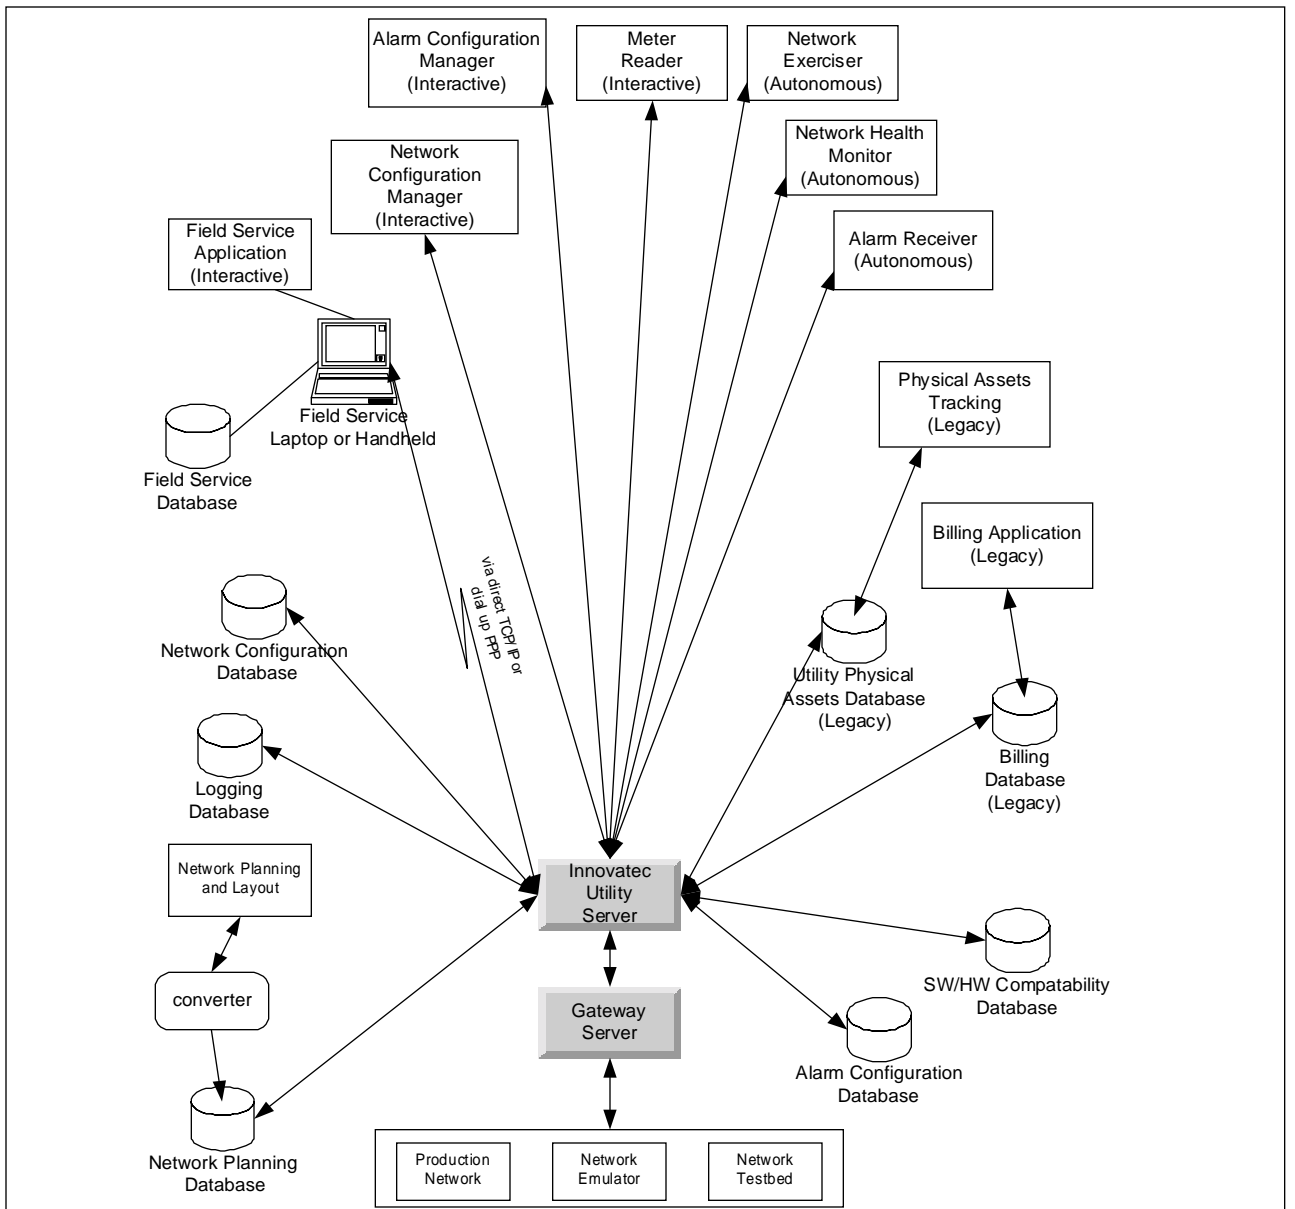 Alarm Configuration
Manager
(Interactive)
Meter
Reader
(Interactive)
Network
Exerciser
(Autonomous)
Network Health
Monitor
(Autonomous)
Network
Configuration
Manager
(Interactive)
Field Service
Application
(Interactive)
Alarm Receiver
(Autonomous)
Physical Assets
Tracking
(Legacy)
Field Service
Laptop or Handheld
Field Service
Database
Billing Application
(Legacy)
via direct TCP/IP or
dial up PPP
Network Configuration
Database
Utility Physical
Assets Database
(Legacy)
Billing
Database
(Legacy)
Logging
Database
Network Planning
and Layout
Innovatec
Utility
Server
converter
SW/HW Compatability
Database
Gateway
Server
Alarm Configuration
Database
Network Planning
Database
Production
Network
Network
Emulator
Network
Testbed